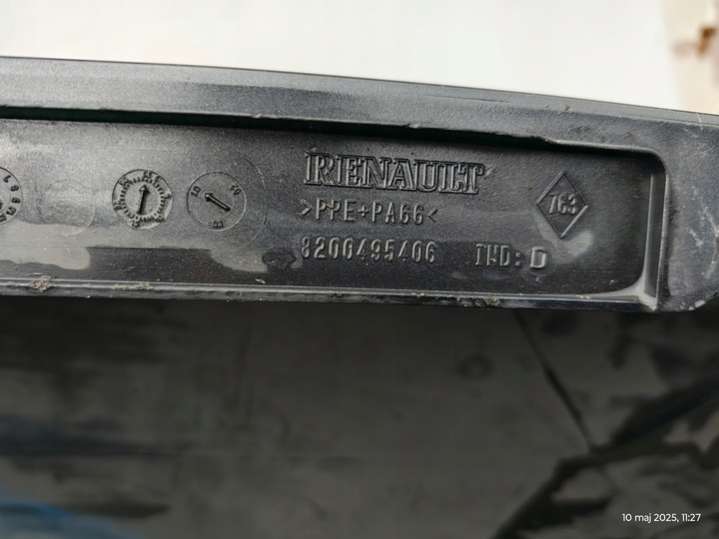 RENAULT
>PPE+PA66<
8200495406 IND: D
763
10 maj 2025, 11:27